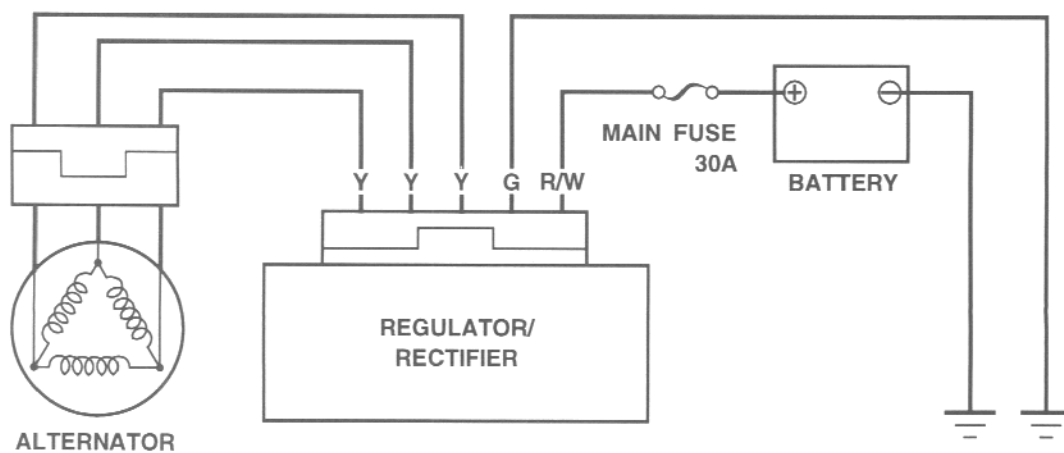 MAIN FUSE
30A
BATTERY
Y Y Y G R/W
REGULATOR/
RECTIFIER
ALTERNATOR